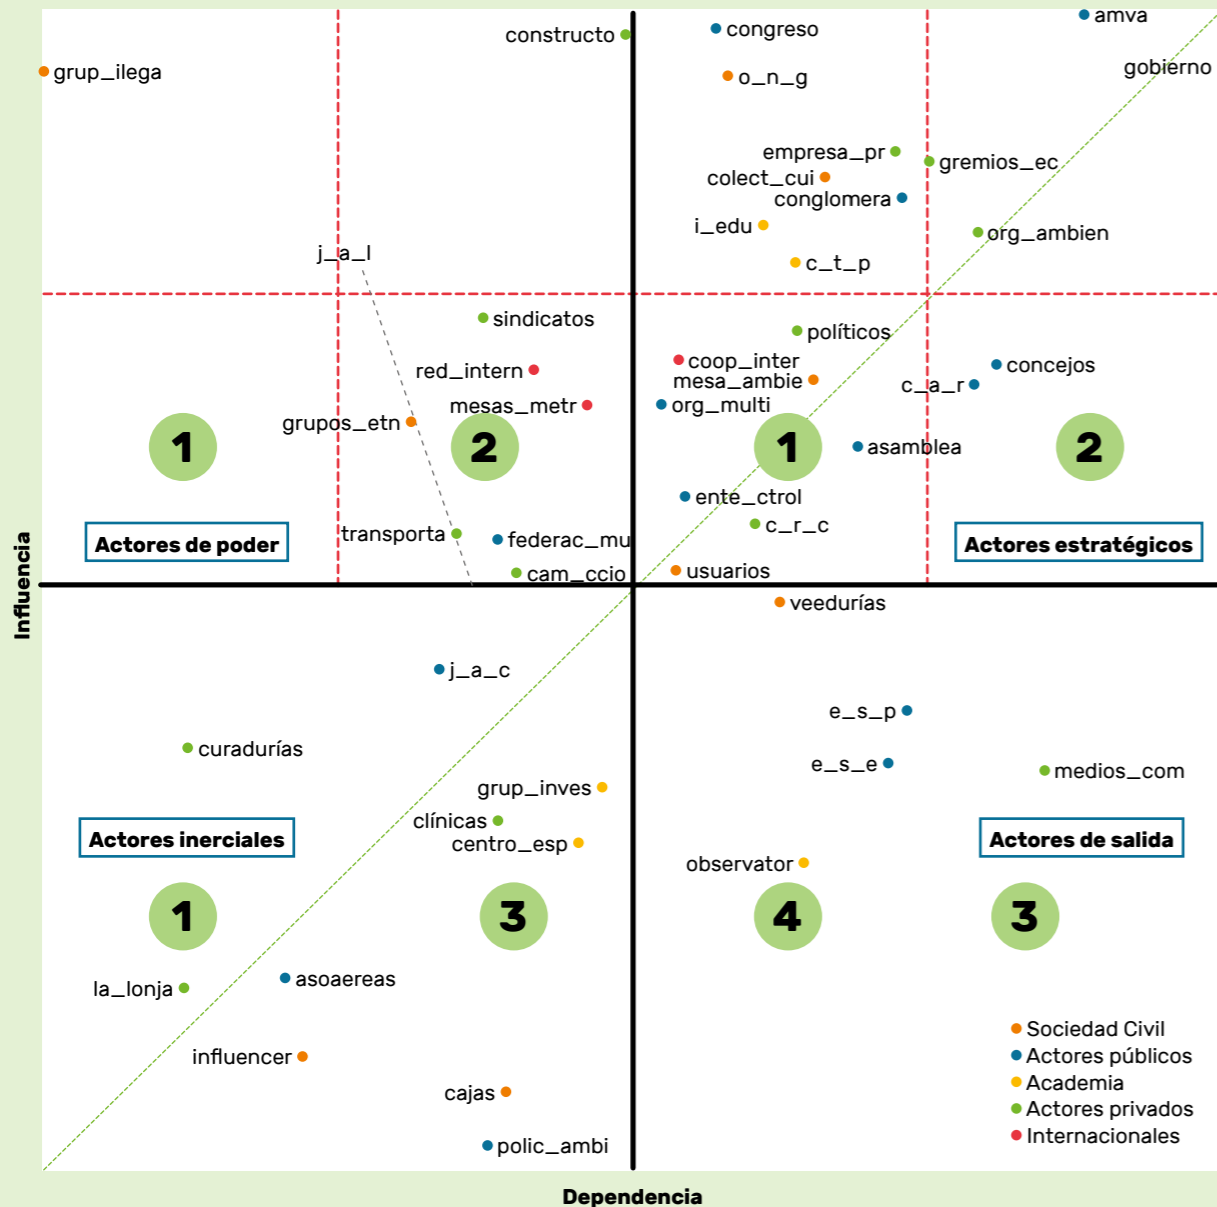 amva
congreso
constructo
gobierno
grup_ilega
o_n_g
empresa_pr
gremios_ec
colect_cui
conglomera
i_edu
org_ambien
j_a_l
c_t_p
sindicatos
políticos
coop_inter
concejos
red_intern
mesa_ambie
c_a_r
mesas_metr
org_multi
grupos_etn
1
2
1
asamblea
2
ente_ctrol
transporta
c_r_c
federac_mu
Actores de poder
Actores estratégicos
cam_ccio
usuarios
Influencia
veedurías
j_a_c
e_s_p
curadurías
e_s_e
medios_com
grup_inves
clínicas
Actores inerciales
centro_esp
Actores de salida
observator
1
3
4
3
asoaereas
la_lonja
Sociedad Civil
influencer
Actores públicos
Academia
cajas
Actores privados
Internacionales
polic_ambi
Dependencia